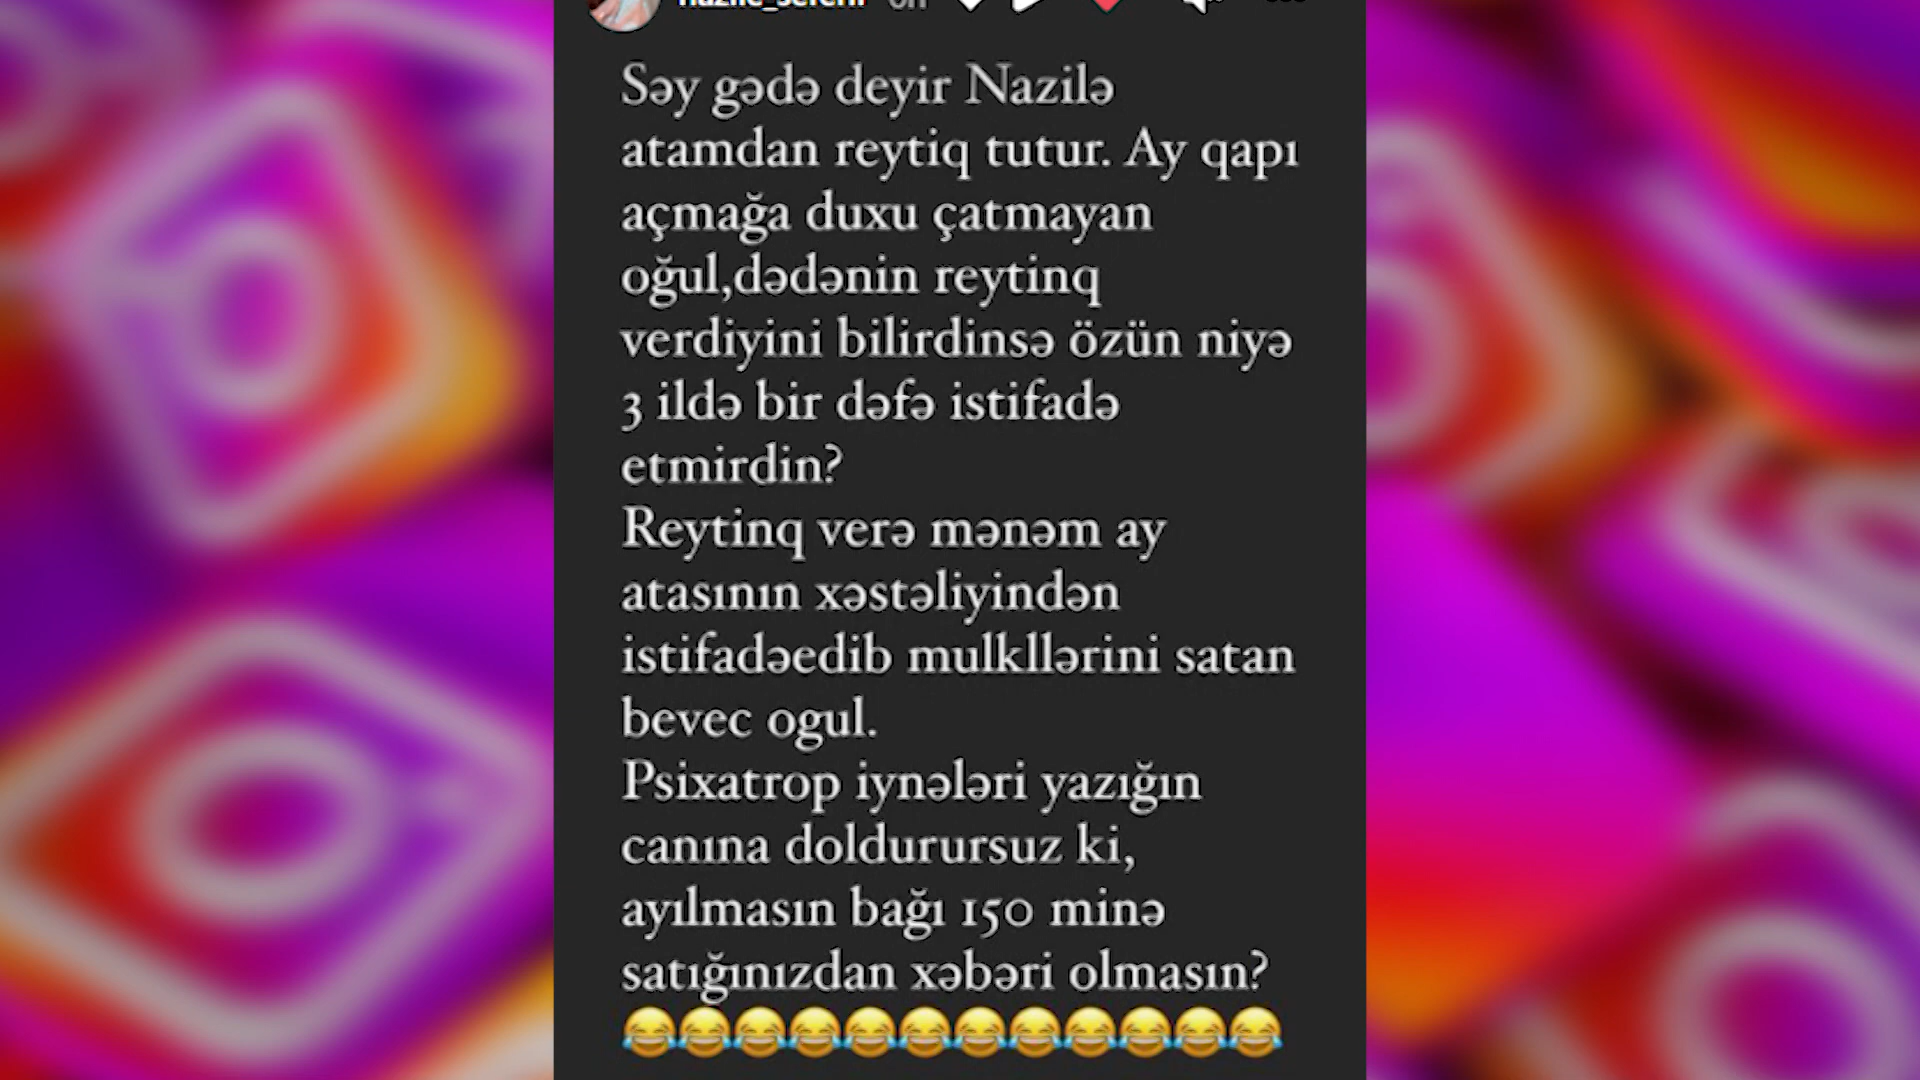 Səy gədə deyir Nazilə
atamdan reytiq tutur. Ay qapı
açmağa duxu çatmayan
oğul,dədənin reytinq
verdiyini bilirdinsə özün niyə
3 ildə bir dəfə istifadə
etmirdin?
Reytinq verə mənəm ay
atasının xəstəliyindən
istifadəedib mulkllərini satan
bevec ogul.
Psixatrop iynələri yazığın
canına doldurursuz ki,
ayılmasın bağı 150 minə
satığınızdan xəbəri olmasın?
😂😂😂😂😂😂😂😂😂😂😂😂